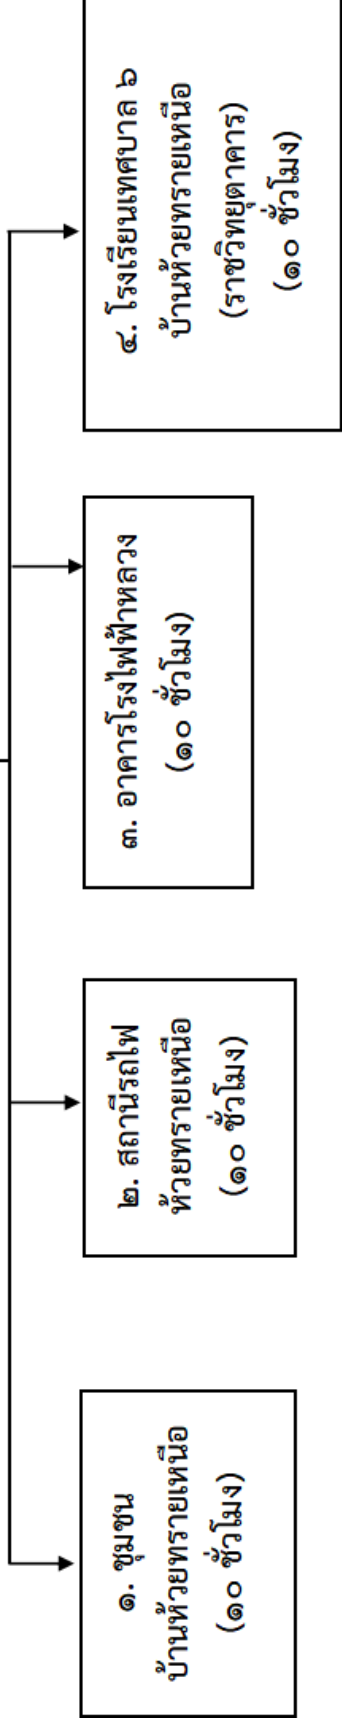 ๑. ชุมชน
บ้านห้วยทรายเหนือ
(๑๐ ชั่วโมง)
๒. สถานีรถไฟ
ห้วยทรายเหนือ
(๑๐ ชั่วโมง)
๓. อาคารโรงไฟฟ้าหลวง
(๑๐ ชั่วโมง)
๔. โรงเรียนเทศบาล ๖
บ้านห้วยทรายเหนือ
(ราชวิทยุตาคาร)
(๑๐ ชั่วโมง)